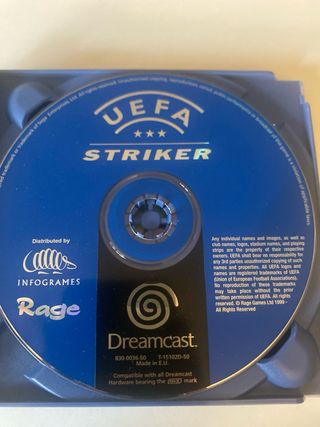 UEFA
STRIKER
Distributed by
INFOGRAMES
Rage
Any individual names and images, as well as
club names, logos, stadium names, and playing
strips are the property of their respective
owners. UEFA shall bear no responsibility for
any 3rd parties unauthorized copying of such
names and properties. All UEFA logos and
names are registered trademarks of UEFA
(Union of European Football Associations).
No reproduction of these trademarks
may take place without the prior
written permission of UEFA. All rights
reserved. © Rage Games Ltd 1999 -
All Rights Reserved
Dreamcast™
830-0036-50 T-15102D-50
Made in E.U.
Compatible with all Dreamcast
Hardware bearing the PAL mark